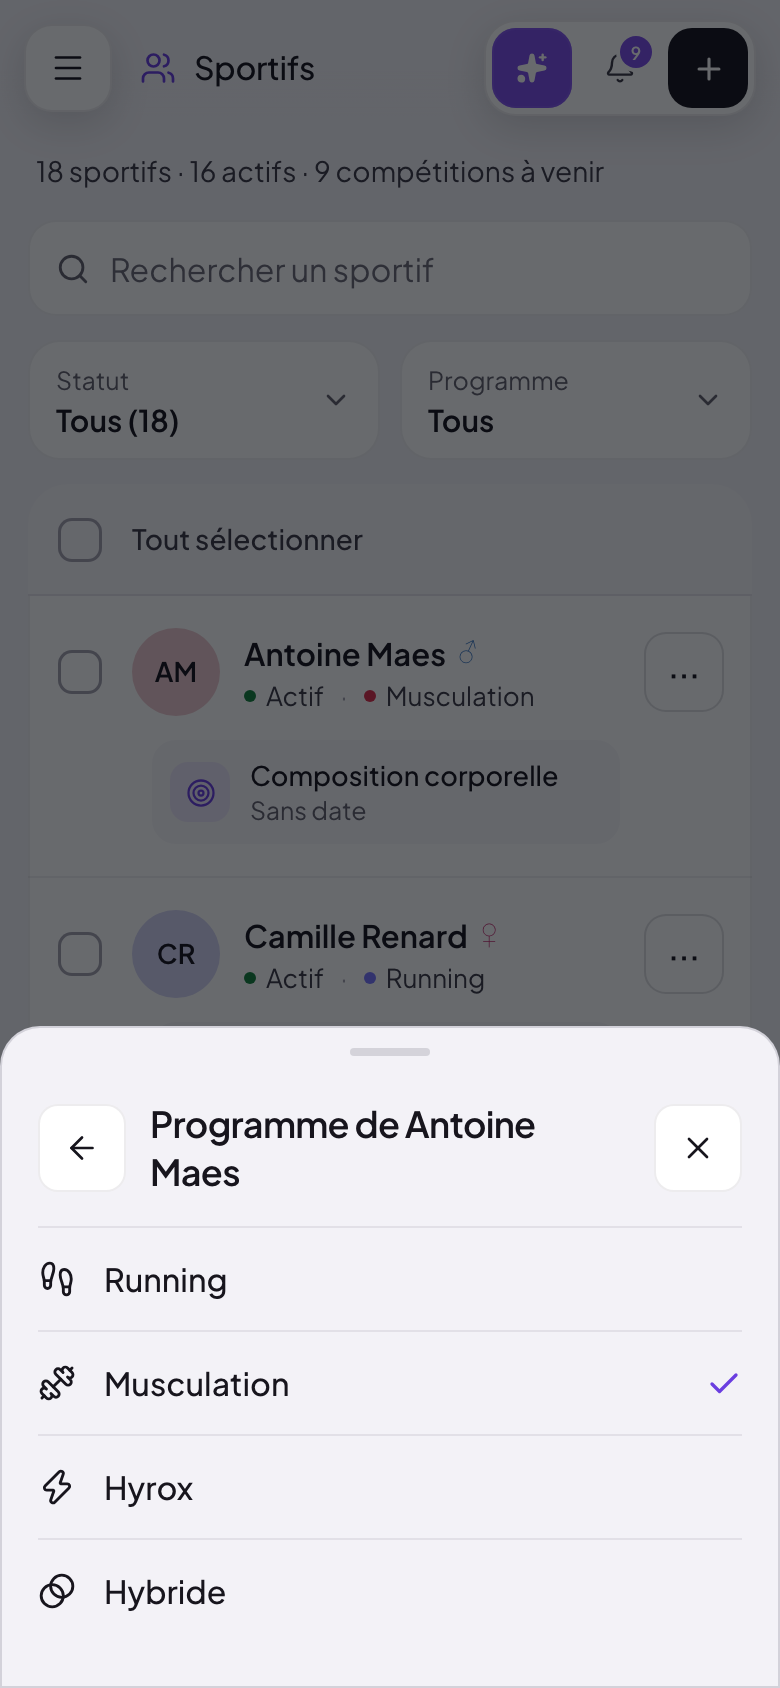 Sportifs
9
18 sportifs · 16 actifs · 9 compétitions à venir
Rechercher un sportif
Statut
Tous (18)
Programme
Tous
Tout sélectionner
AM
Antoine Maes ♂
Actif · Musculation
...
Composition corporelle
Sans date
CR
Camille Renard ♀
Actif · Running
...
Programme de Antoine
Maes
Running
Musculation
Hyrox
Hybride